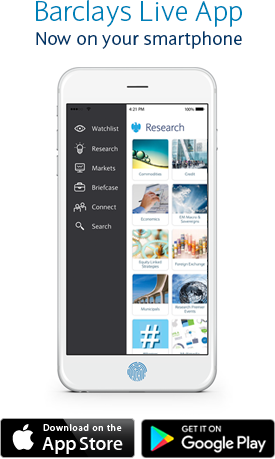 Barclays Live App
Now on your smartphone
4:21 PM
100%
Watchlist
Research
Markets
Briefcase
Connect
Search
Research
Commodities
Credit
Economics
EM Macro &
Sovereigns
Equity-Linked
Strategies
Foreign Exchange
Municipals
Research Premier
Events
#
Download on the
App Store
GET IT ON
Google Play